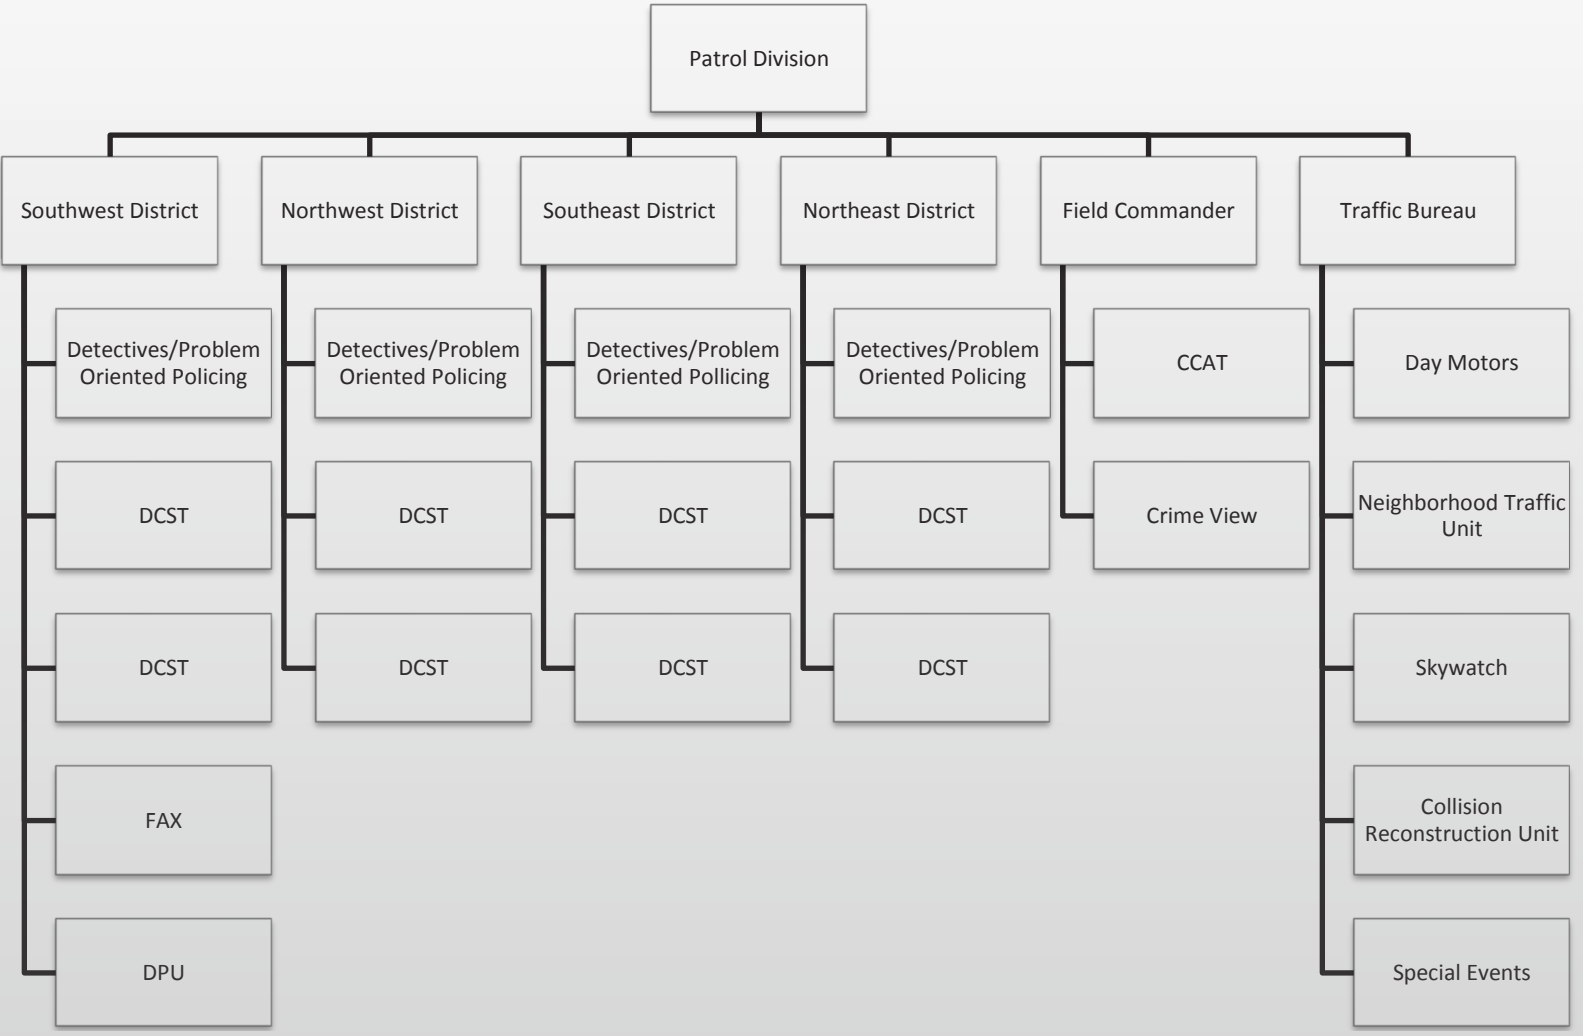 Patrol Division
Southwest District
Northwest District
Southeast District
Northeast District
Field Commander
Traffic Bureau
Detectives/Problem
Oriented Policing
Detectives/Problem
Oriented Policing
Detectives/Problem
Oriented Pollicing
Detectives/Problem
Oriented Policing
CCAT
Day Motors
DCST
DCST
DCST
DCST
Crime View
Neighborhood Traffic
Unit
DCST
DCST
DCST
DCST
Skywatch
FAX
Collision
Reconstruction Unit
DPU
Special Events